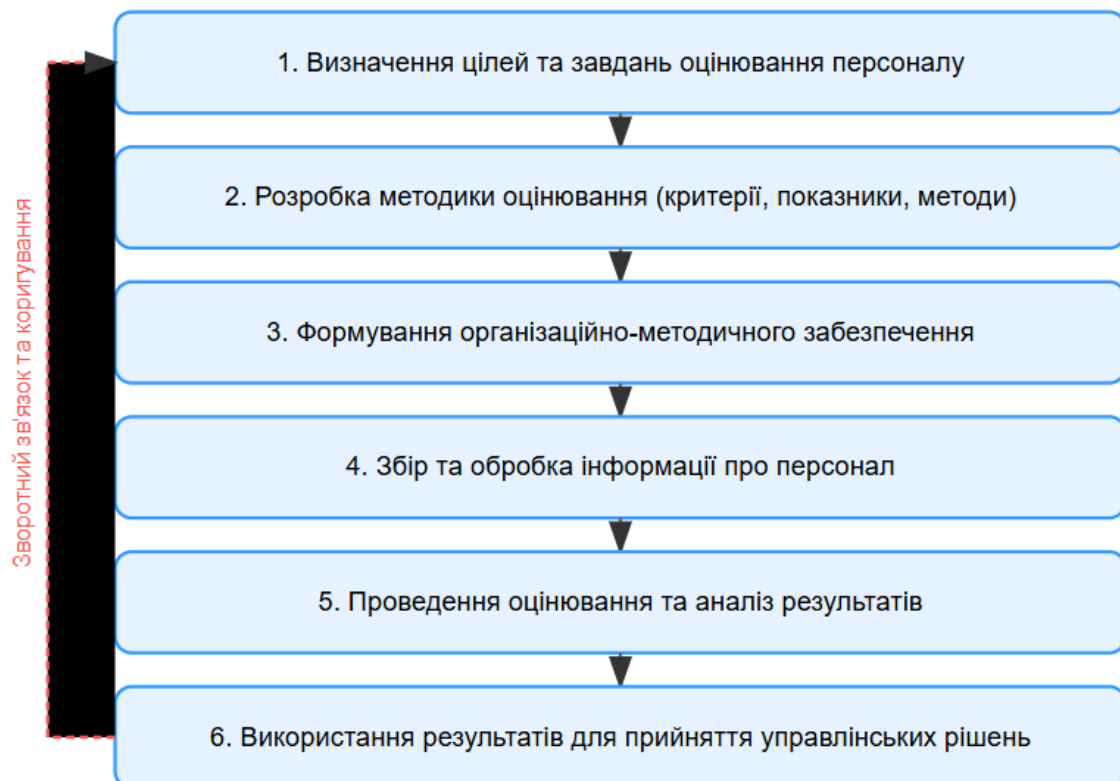 1. Визначення цілей та завдань оцінювання персоналу
2. Розробка методики оцінювання (критерії, показники, методи)
3. Формування організаційно-методичного забезпечення
4. Збір та обробка інформації про персонал
5. Проведення оцінювання та аналіз результатів
6. Використання результатів для прийняття управлінських рішень
Зворотний зв'язок та коригування